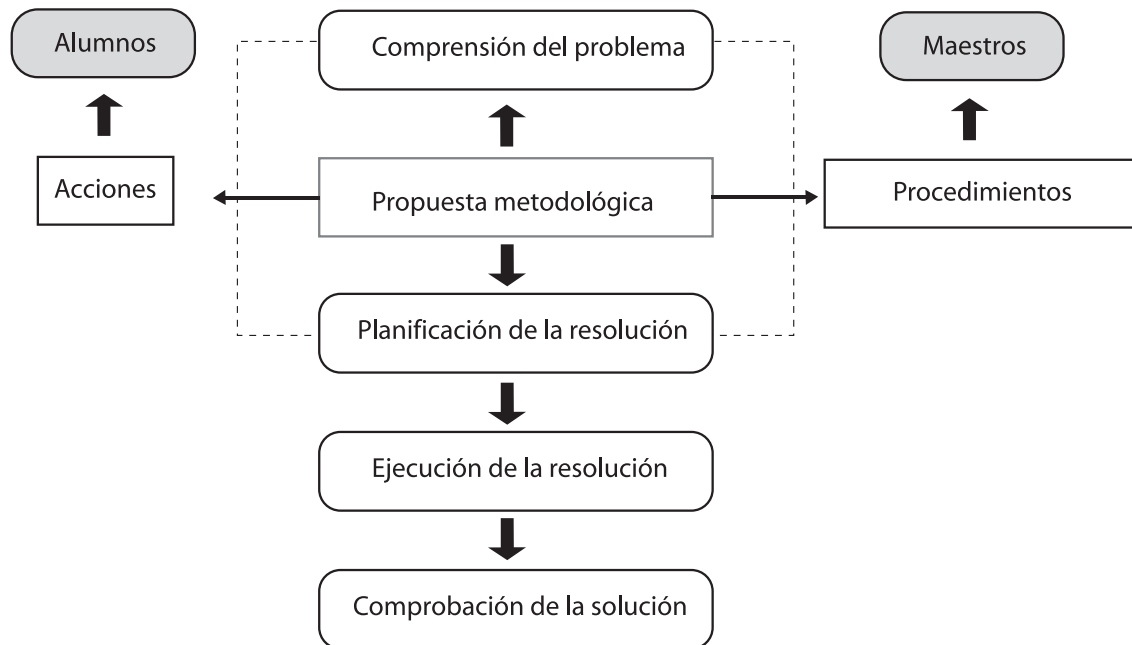 Alumnos
Comprensión del problema
Maestros
Acciones
Propuesta metodológica
Procedimientos
Planificación de la resolución
Ejecución de la resolución
Comprobación de la solución